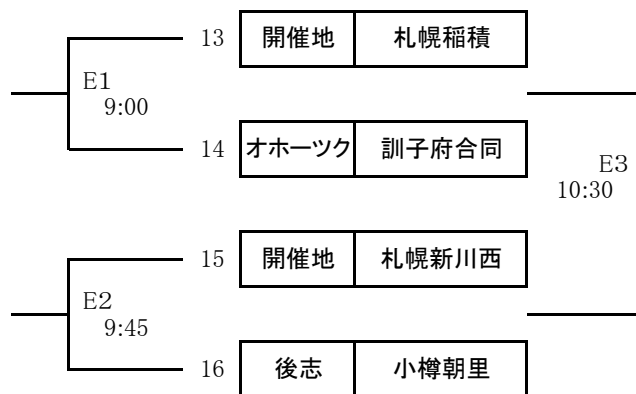 13 開催地 札幌稲積
E1
9:00
14 オホーツク 訓子府合同
E3
10:30
15 開催地 札幌新川西
E2
9:45
16 後志 小樽朝里